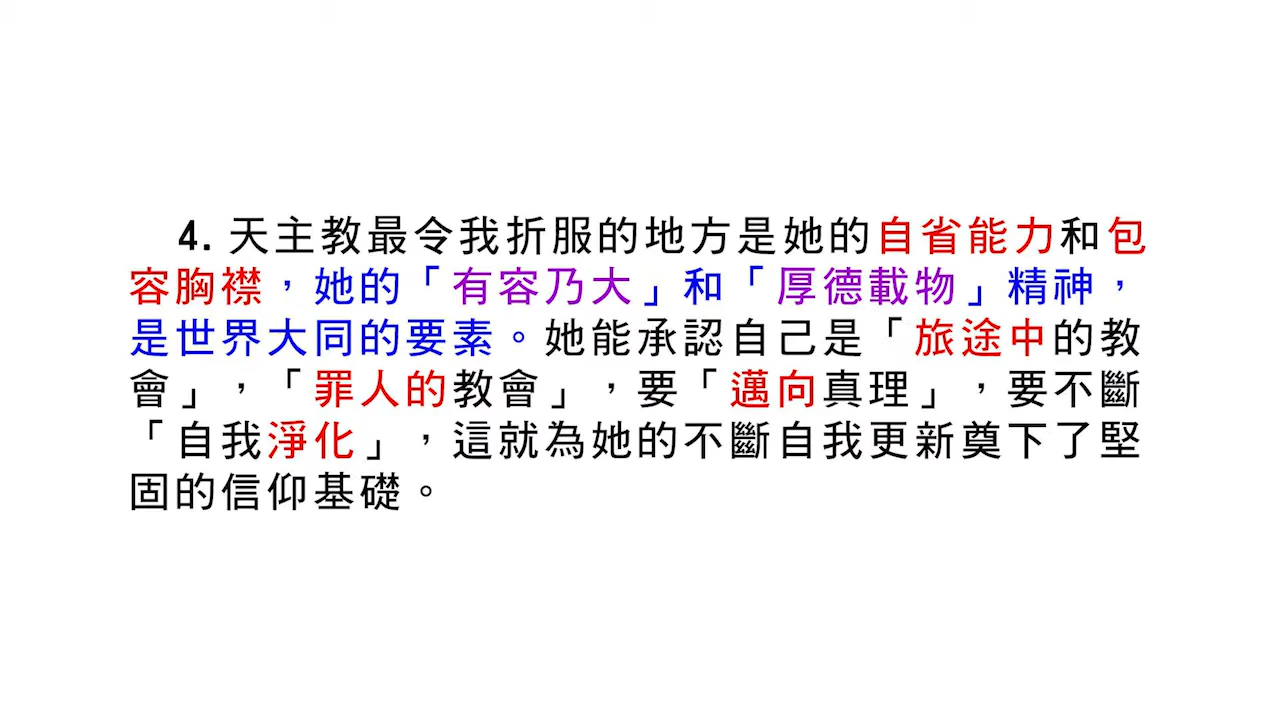 4. 天主教最令我折服的地方是她的自省能力和包
容胸襟，她的「有容乃大」和「厚德載物」精神，
是世界大同的要素。她能承認自己是「旅途中的教
會」，「罪人的教會」，要「邁向真理」，要不斷
「自我淨化」，這就為她的不斷自我更新奠下了堅
固的信仰基礎。